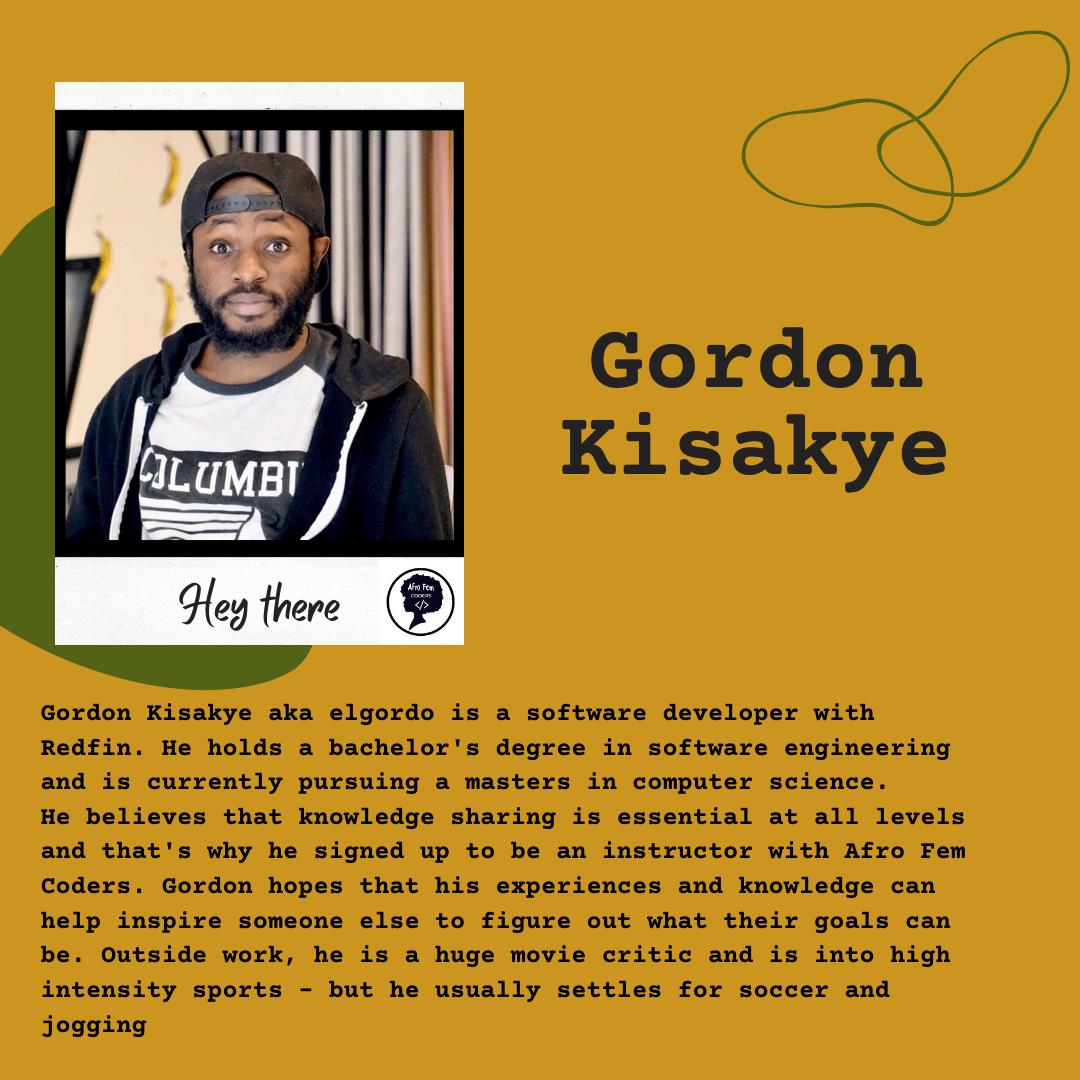 Gordon
Kisakye
COLUMBU
Hey there
Afro Fem
CODERS
</>
Gordon Kisakye aka elgordo is a software developer with
Redfin. He holds a bachelor's degree in software engineering
and is currently pursuing a masters in computer science.
He believes that knowledge sharing is essential at all levels
and that's why he signed up to be an instructor with Afro Fem
Coders. Gordon hopes that his experiences and knowledge can
help inspire someone else to figure out what their goals can
be. Outside work, he is a huge movie critic and is into high
intensity sports - but he usually settles for soccer and
jogging